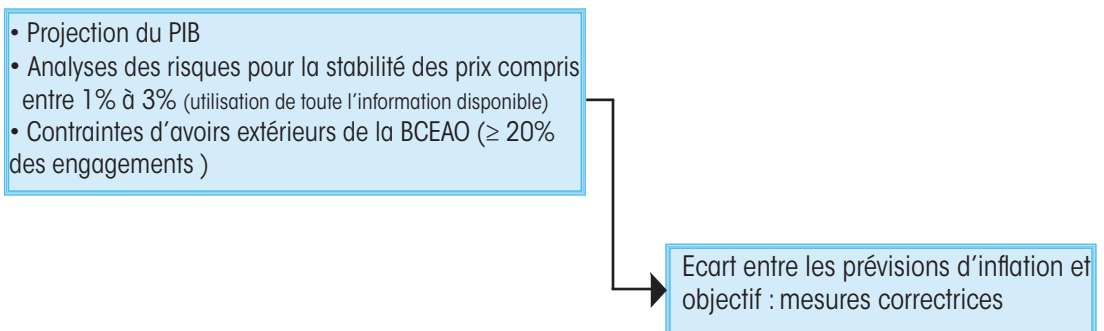 • Projection du PIB
• Analyses des risques pour la stabilité des prix compris
entre 1% à 3% (utilisation de toute l'information disponible)
• Contraintes d'avoirs extérieurs de la BCEAO (≥ 20%
des engagements )
Ecart entre les prévisions d'inflation et
objectif : mesures correctrices